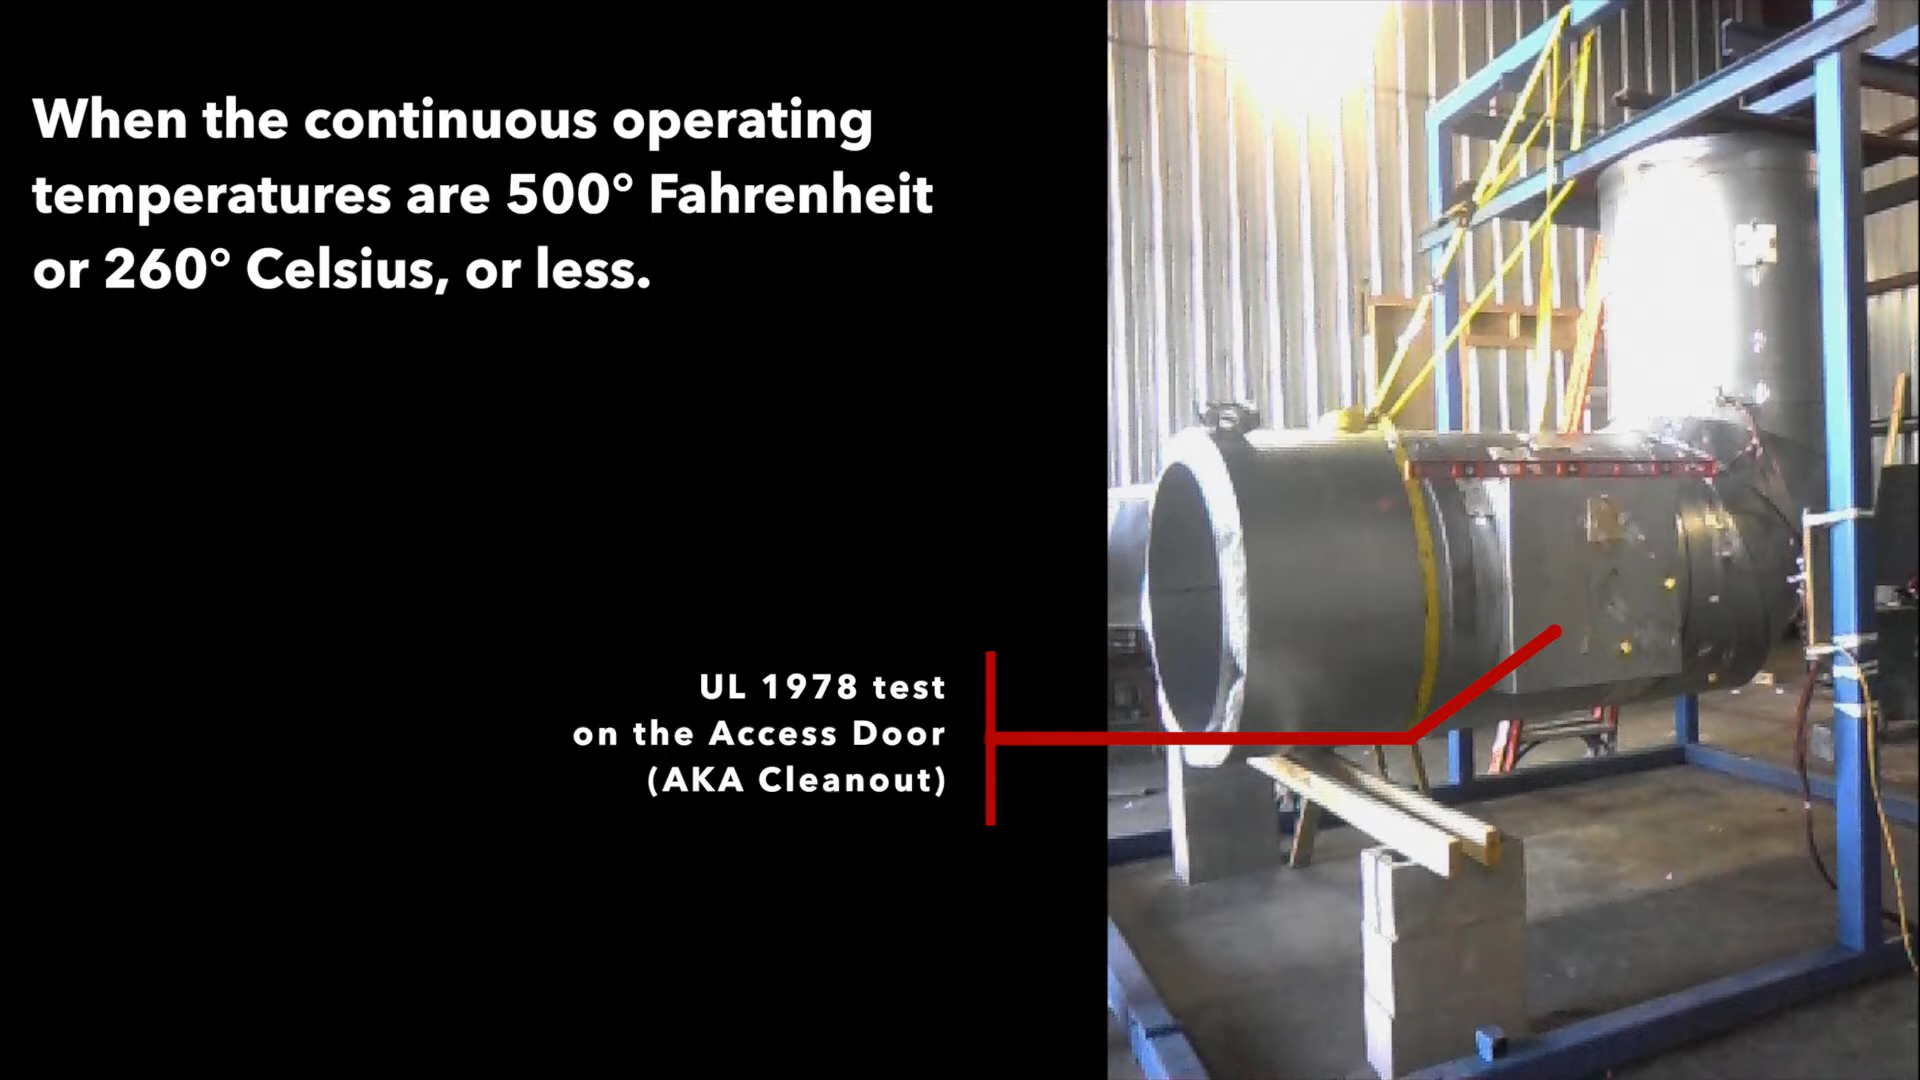 When the continuous operating
temperatures are 500° Fahrenheit
or 260° Celsius, or less.
UL 1978 test
on the Access Door
(AKA Cleanout)